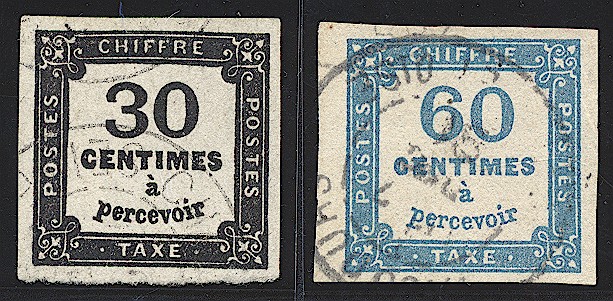 CHIFFRE
POSTES
30
CENTIMES
à
percevoir
POSTES
· TAXE ·
CHIFFRE
POSTES
60
CENTIMES
à
percevoir
POSTES
· TAXE ·